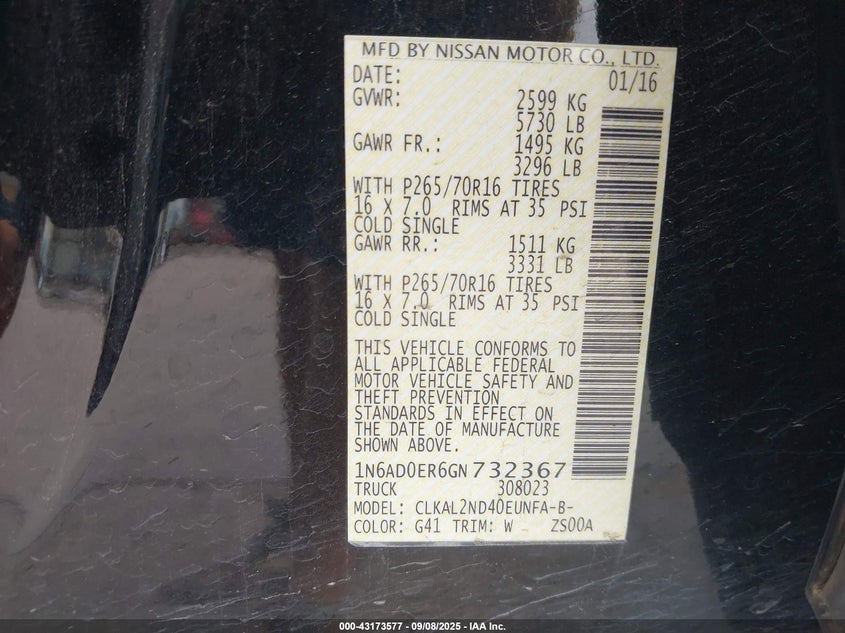 MFD BY NISSAN MOTOR CO., LTD.
DATE: 01/16
GVWR: 2599 KG
5730 LB
GAWR FR.: 1495 KG
3296 LB
WITH P265/70R16 TIRES
16 X 7.0 RIMS AT 35 PSI
COLD SINGLE
GAWR RR.: 1511 KG
3331 LB
WITH P265/70R16 TIRES
16 X 7.0 RIMS AT 35 PSI
COLD SINGLE
THIS VEHICLE CONFORMS TO
ALL APPLICABLE FEDERAL
MOTOR VEHICLE SAFETY AND
THEFT PREVENTION
STANDARDS IN EFFECT ON
THE DATE OF MANUFACTURE
SHOWN ABOVE.
1N6AD0ER6GN732367
TRUCK 308023
MODEL: CLKAL2ND40EUNFA-B-
COLOR: G41 TRIM: W ZS00A
000-43173577 - 09/08/2025 - IAA Inc.